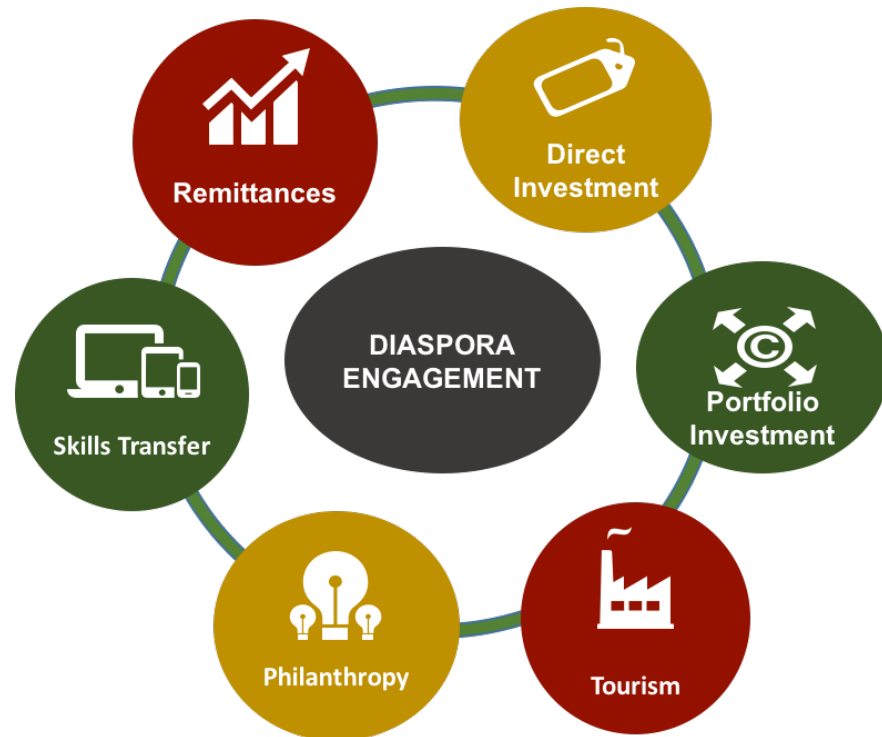 Remittances
Direct
Investment
DIASPORA
ENGAGEMENT
Portfolio
Investment
Skills Transfer
Philanthropy
Tourism
©